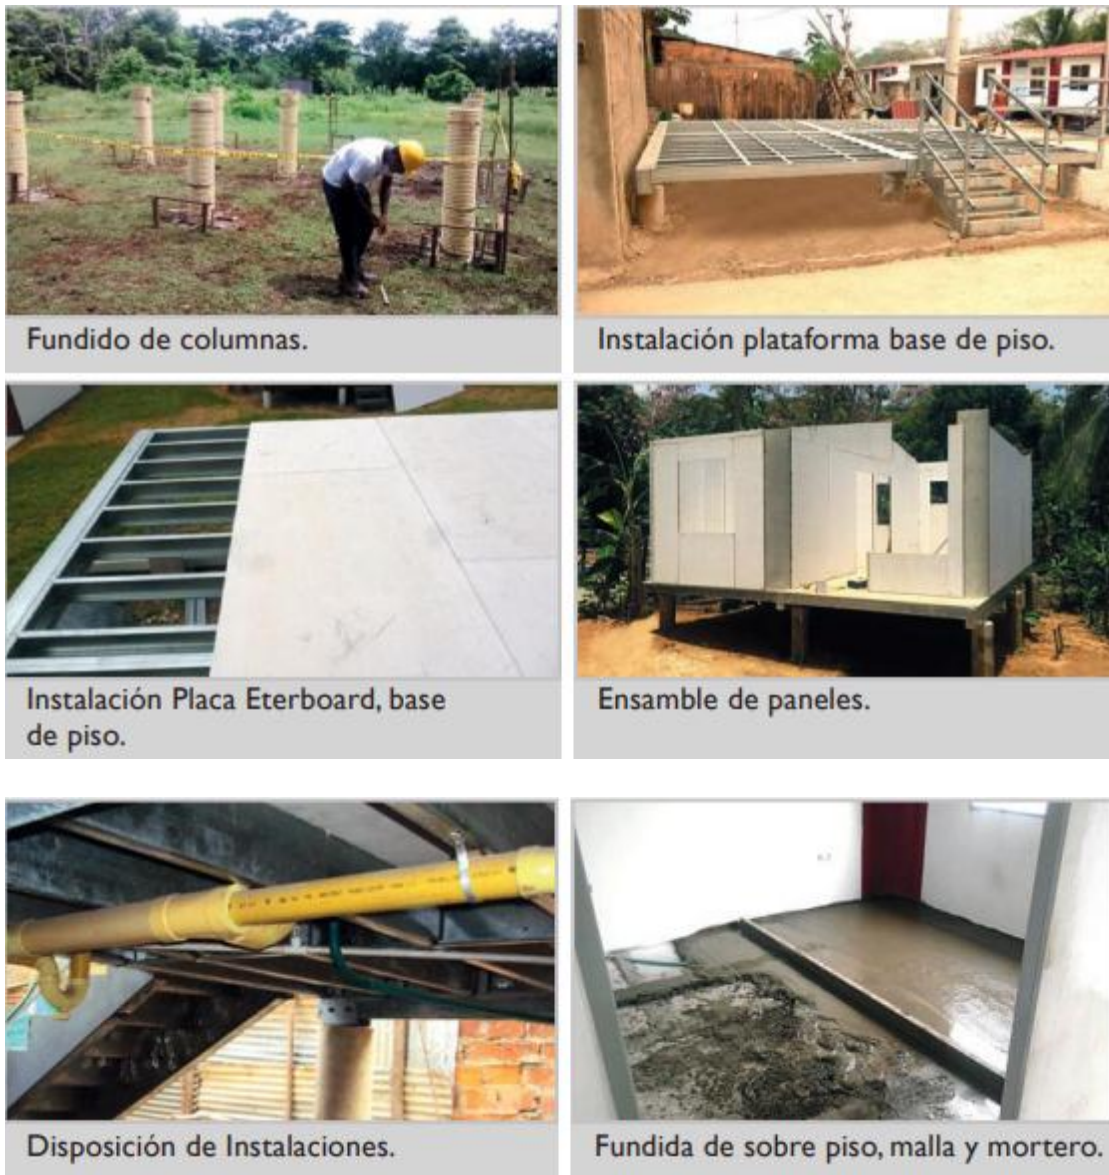 Fundido de columnas.
Instalación plataforma base de piso.
Instalación Placa Eterboard, base
de piso.
Ensamble de paneles.
Disposición de Instalaciones.
Fundida de sobre piso, malla y mortero.